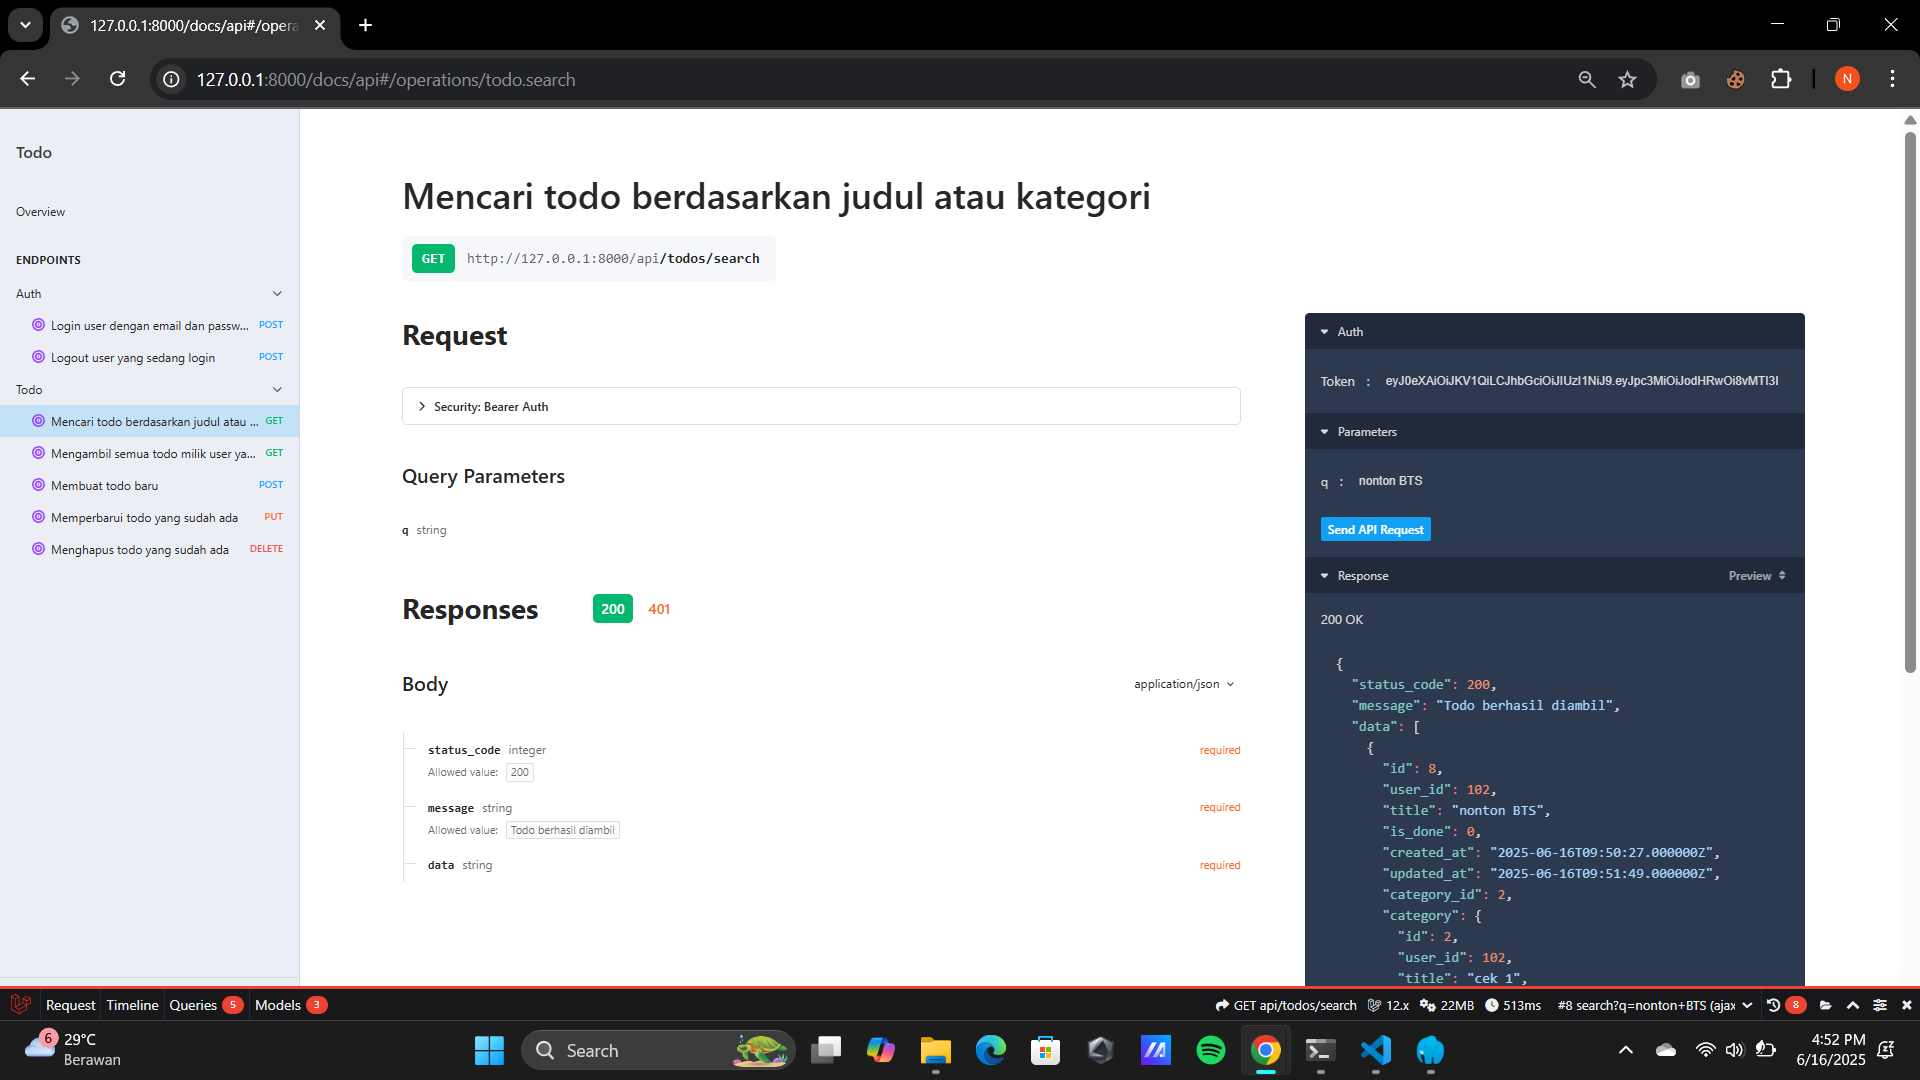 127.0.0.1:8000/docs/api#/opera
127.0.0.1:8000/docs/api#/operations/todo.search
N
Todo
Overview
ENDPOINTS
Auth
Login user dengan email dan passw... POST
Logout user yang sedang login POST
Todo
Mencari todo berdasarkan judul atau ... GET
Mengambil semua todo milik user ya... GET
Membuat todo baru POST
Memperbarui todo yang sudah ada PUT
Menghapus todo yang sudah ada DELETE
Mencari todo berdasarkan judul atau kategori
GET http://127.0.0.1:8000/api/todos/search
Request
Security: Bearer Auth
Query Parameters
q string
Responses 200 401
Body application/json
status_code integer required
Allowed value: 200
message string required
Allowed value: Todo berhasil diambil
data string required
Auth
Token : eyJ0eXAiOiJKV1QiLCJhbGciOiJIUzI1NiJ9.eyJpc3MiOiJodHRwOi8vMTI3I
Parameters
q : nonton BTS
Send API Request
Response Preview
200 OK
{
"status_code": 200,
"message": "Todo berhasil diambil",
"data": [
{
"id": 8,
"user_id": 102,
"title": "nonton BTS",
"is_done": 0,
"created_at": "2025-06-16T09:50:27.000000Z",
"updated_at": "2025-06-16T09:51:49.000000Z",
"category_id": 2,
"category": {
"id": 2,
"user_id": 102,
"title": "cek 1",
Request Timeline Queries 5 Models 3 GET api/todos/search 12.x 22MB 513ms #8 search?q=nonton+BTS (ajax 8
6 29°C
Berawan
Search
4:52 PM
6/16/2025